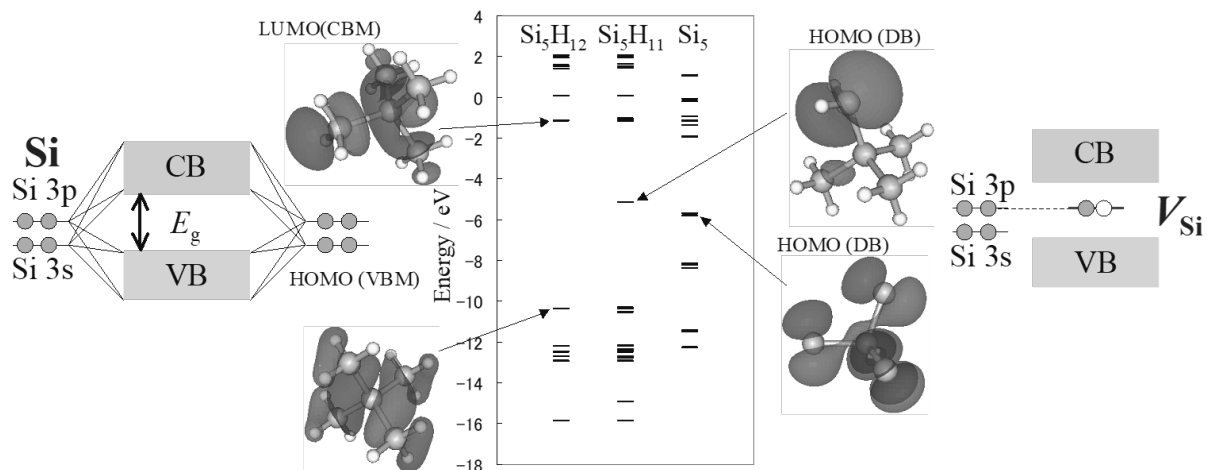 Si
Si 3p
Si 3s
CB
E_g
VB
LUMO(CBM)
HOMO (VBM)
Energy / eV
4
2
0
-2
-4
-6
-8
-10
-12
-14
-16
-18
Si₅H₁₂ Si₅H₁₁ Si₅
HOMO (DB)
HOMO (DB)
Si 3p
Si 3s
CB
VB
V_Si